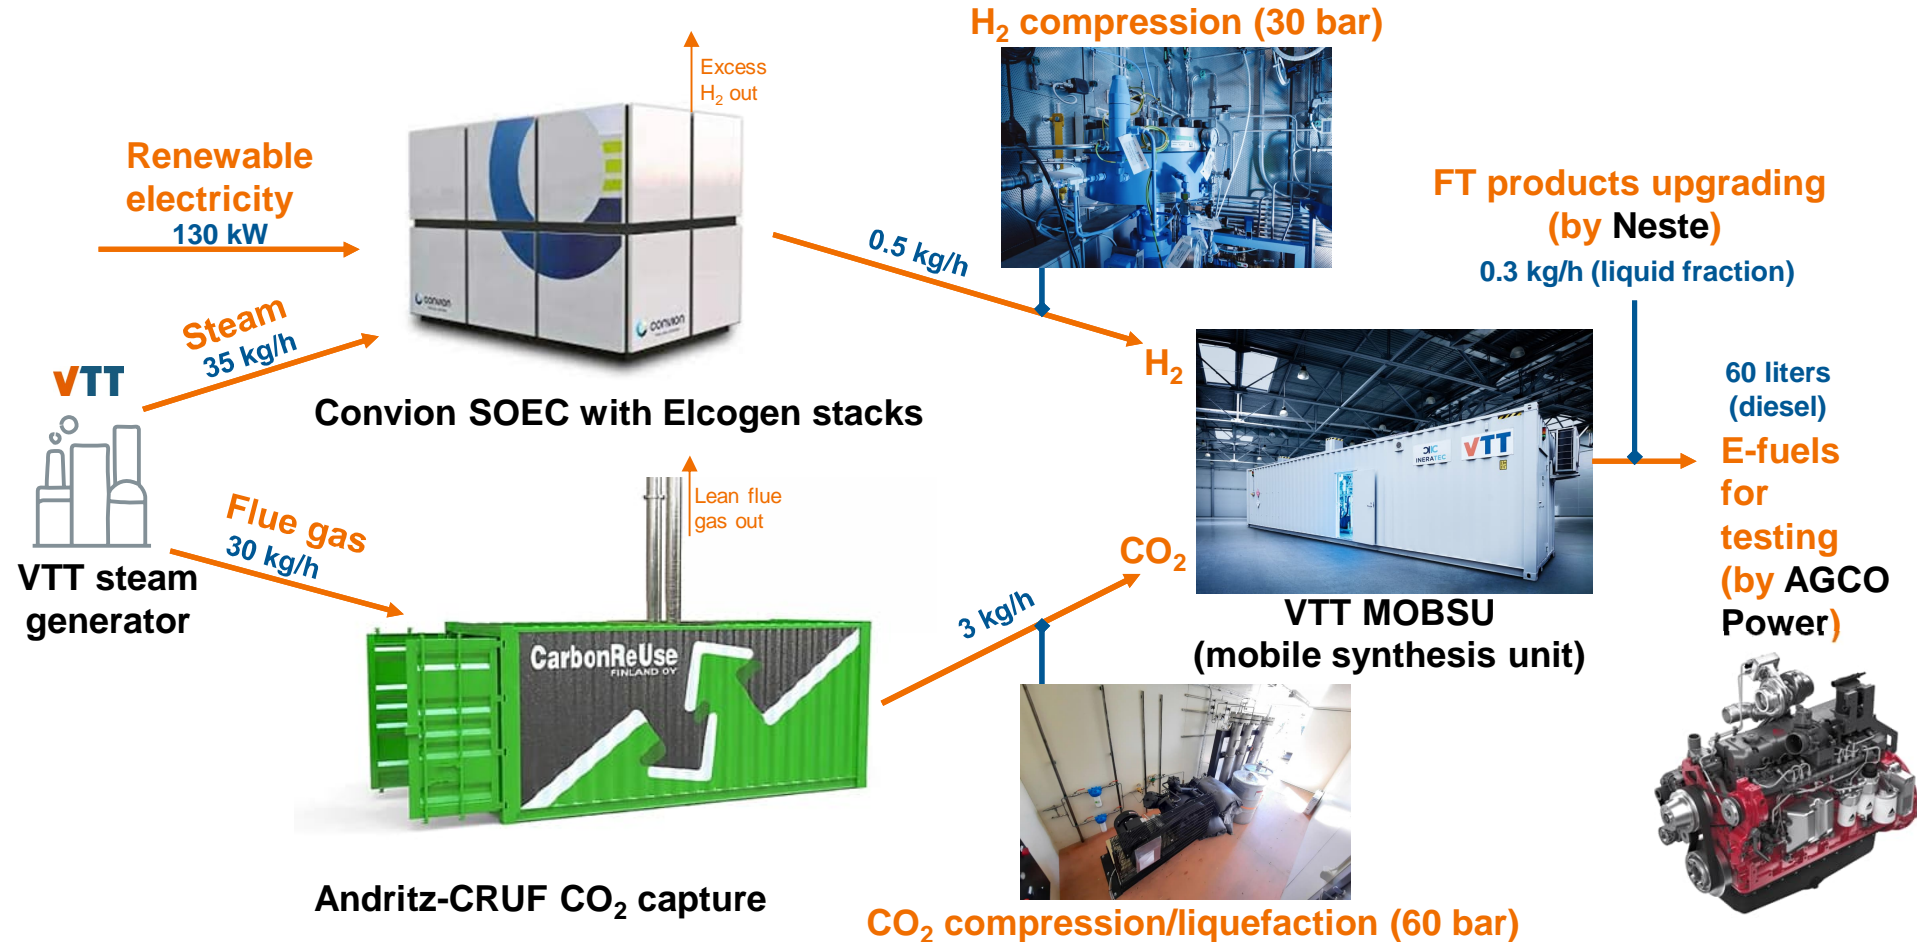 H₂ compression (30 bar)
Excess
H₂ out
Renewable
electricity
130 kW
convion
convion
0.5 kg/h
FT products upgrading
(by Neste)
0.3 kg/h (liquid fraction)
Steam
35 kg/h
VTT
H₂
Convion SOEC with Elcogen stacks
60 liters
(diesel)
INERATEC
VTT
E-fuels
for
testing
(by AGCO
Power)
Lean flue
gas out
Flue gas
30 kg/h
VTT steam
generator
CO₂
3 kg/h
VTT MOBSU
(mobile synthesis unit)
CarbonReUse
FINLAND OY
Andritz-CRUF CO₂ capture
CO₂ compression/liquefaction (60 bar)